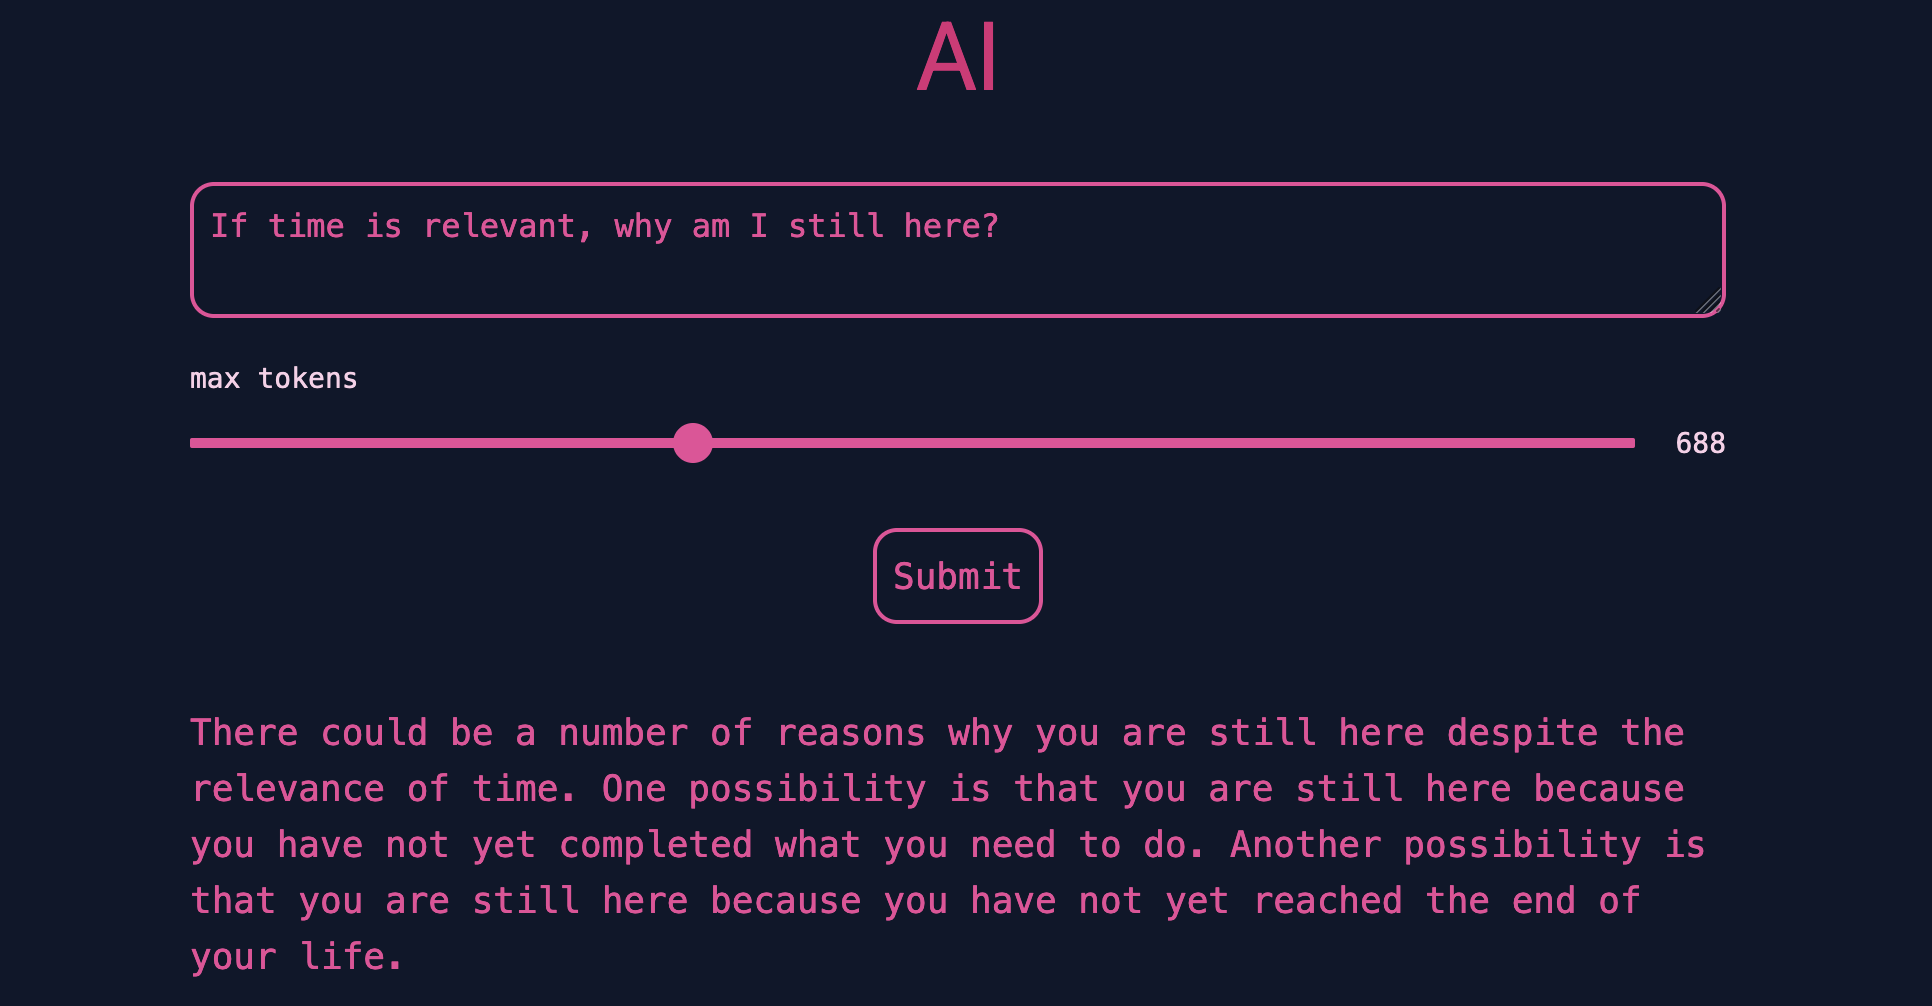 AI
If time is relevant, why am I still here?
max tokens
688
Submit
There could be a number of reasons why you are still here despite the
relevance of time. One possibility is that you are still here because
you have not yet completed what you need to do. Another possibility is
that you are still here because you have not yet reached the end of
your life.